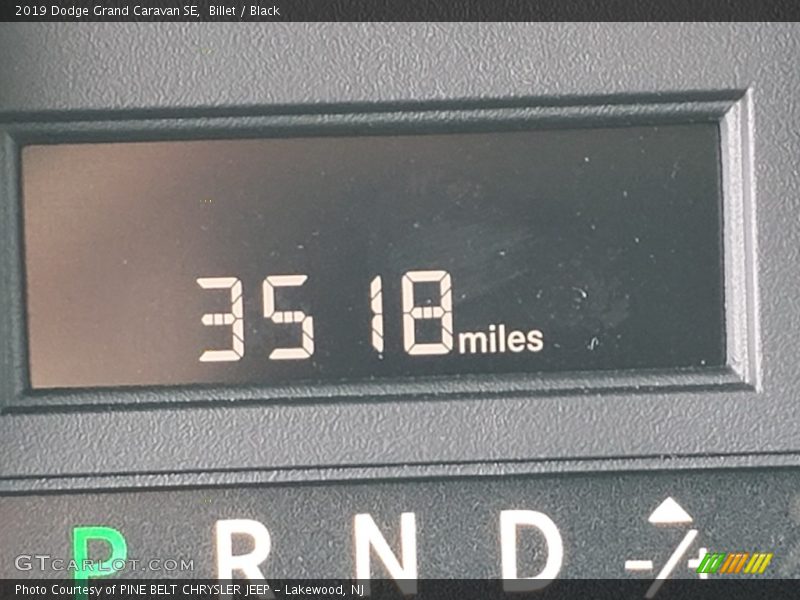 2019 Dodge Grand Caravan SE, Billet / Black
3518 miles
P R N D -/+
GTCARLOT.COM
Photo Courtesy of PINE BELT CHRYSLER JEEP - Lakewood, NJ